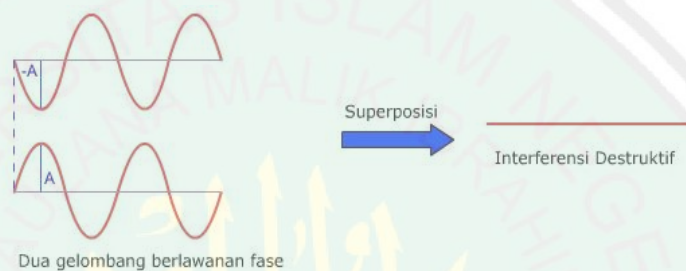 -A
Superposisi
Interferensi Destruktif
A
Dua gelombang berlawanan fase